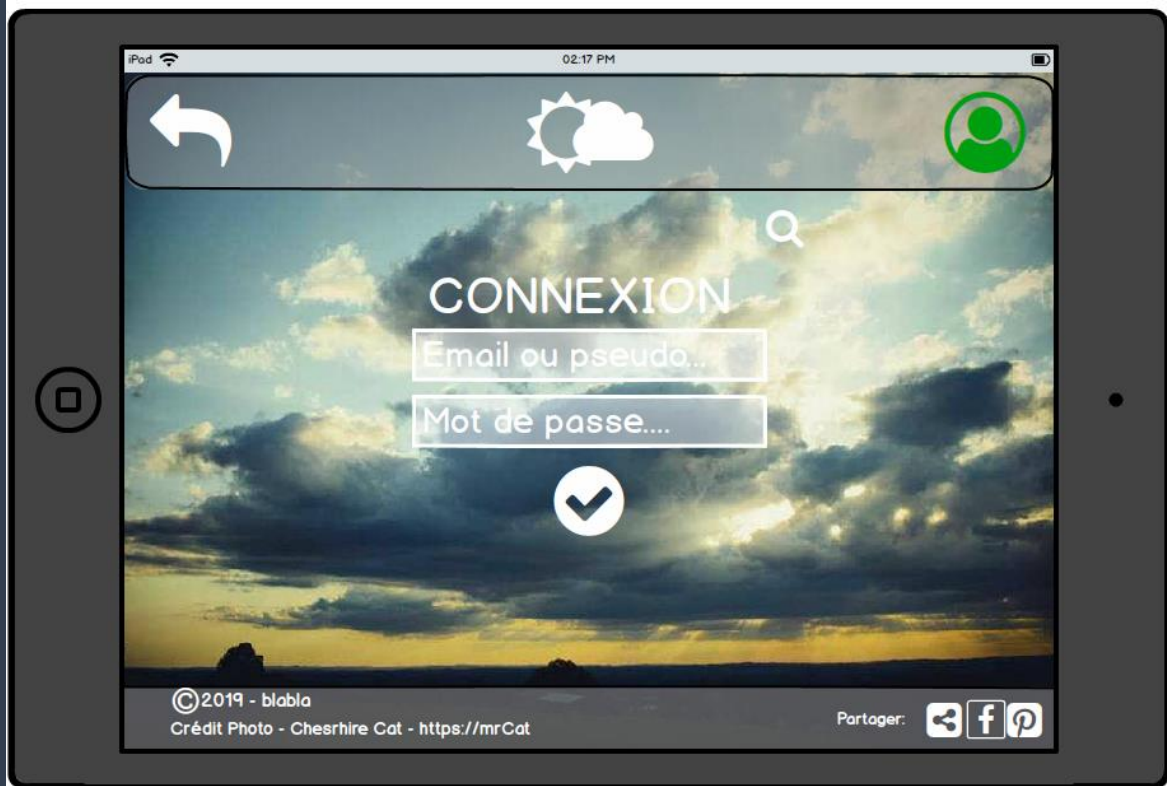 iPad
02:17 PM
CONNEXION
Email ou pseudo...
Mot de passe....
©2019 - blabla
Crédit Photo - Chesrhire Cat - https://mrCat
Partager: